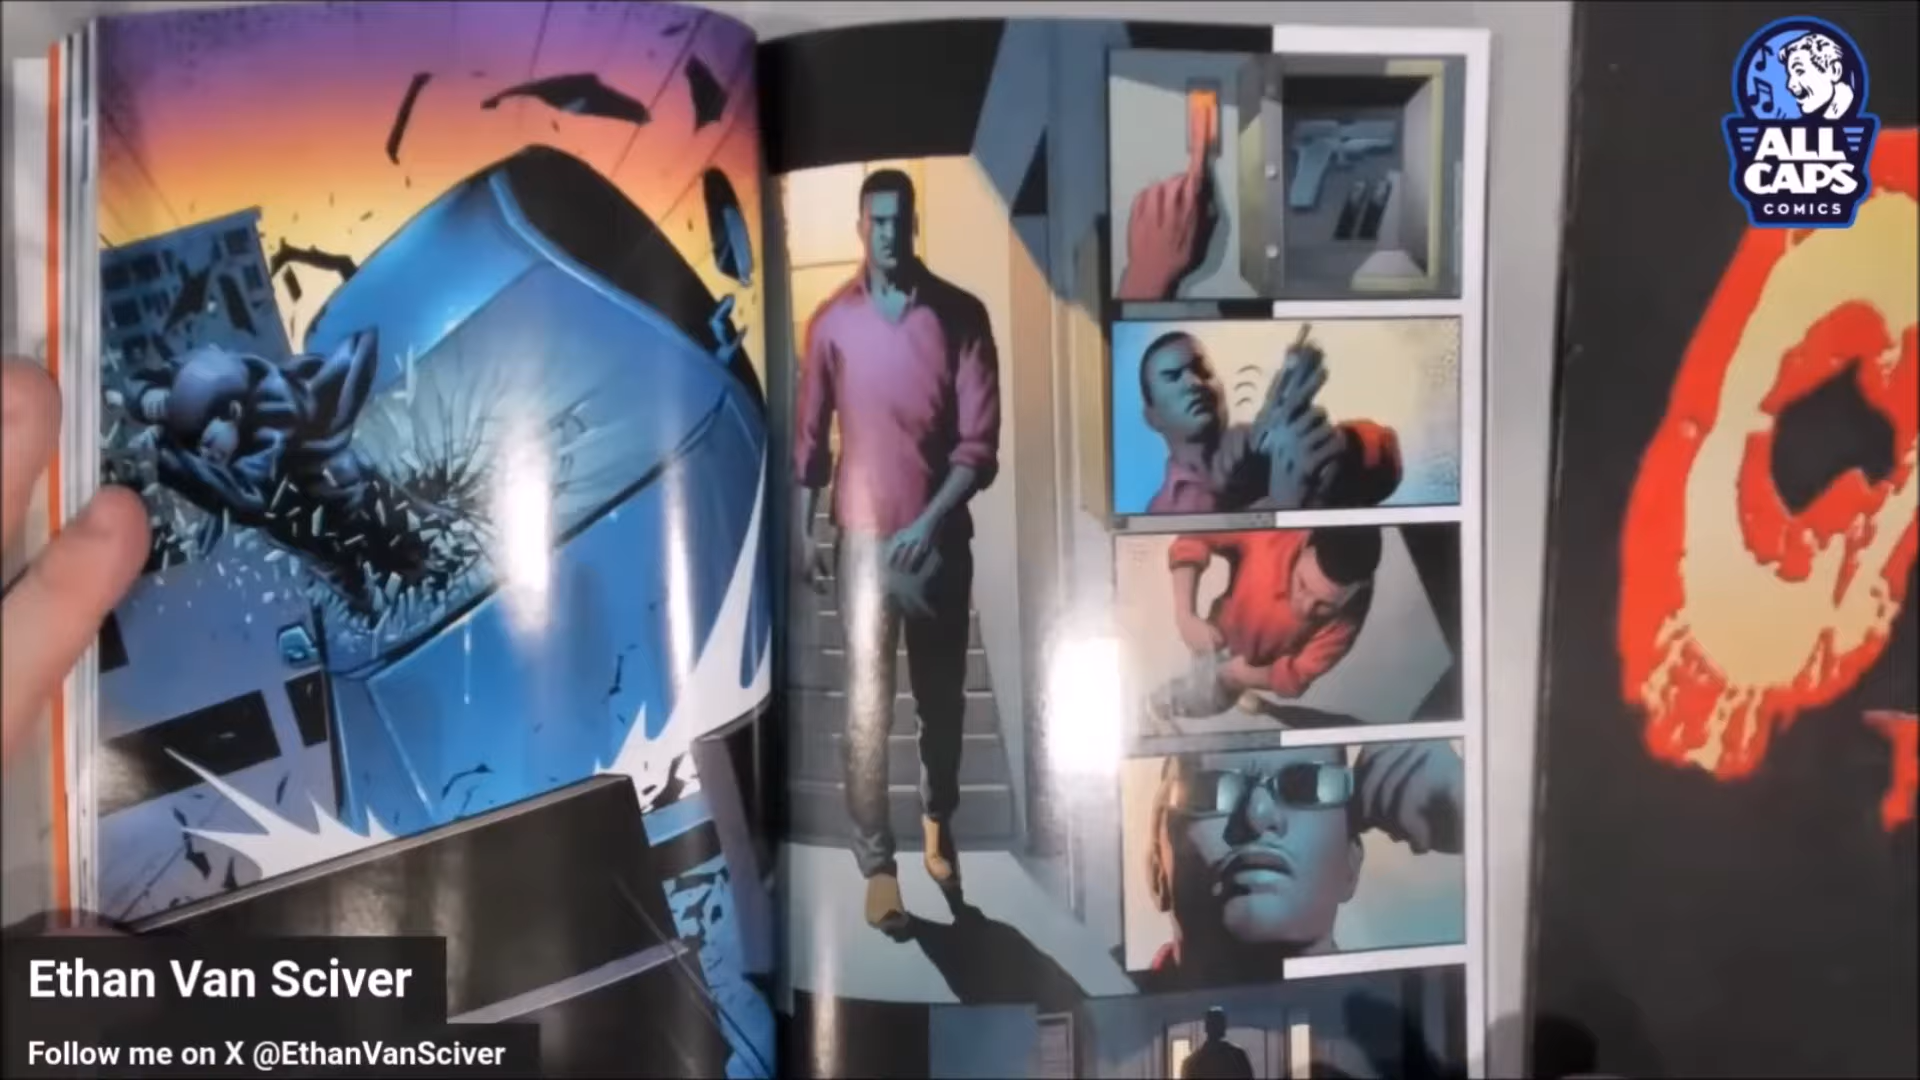 ALL
CAPS
COMICS
Ethan Van Sciver
Follow me on X @EthanVanSciver